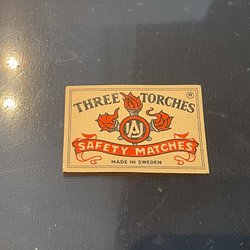 THREE TORCHES ®
SAFETY MATCHES
MADE IN SWEDEN